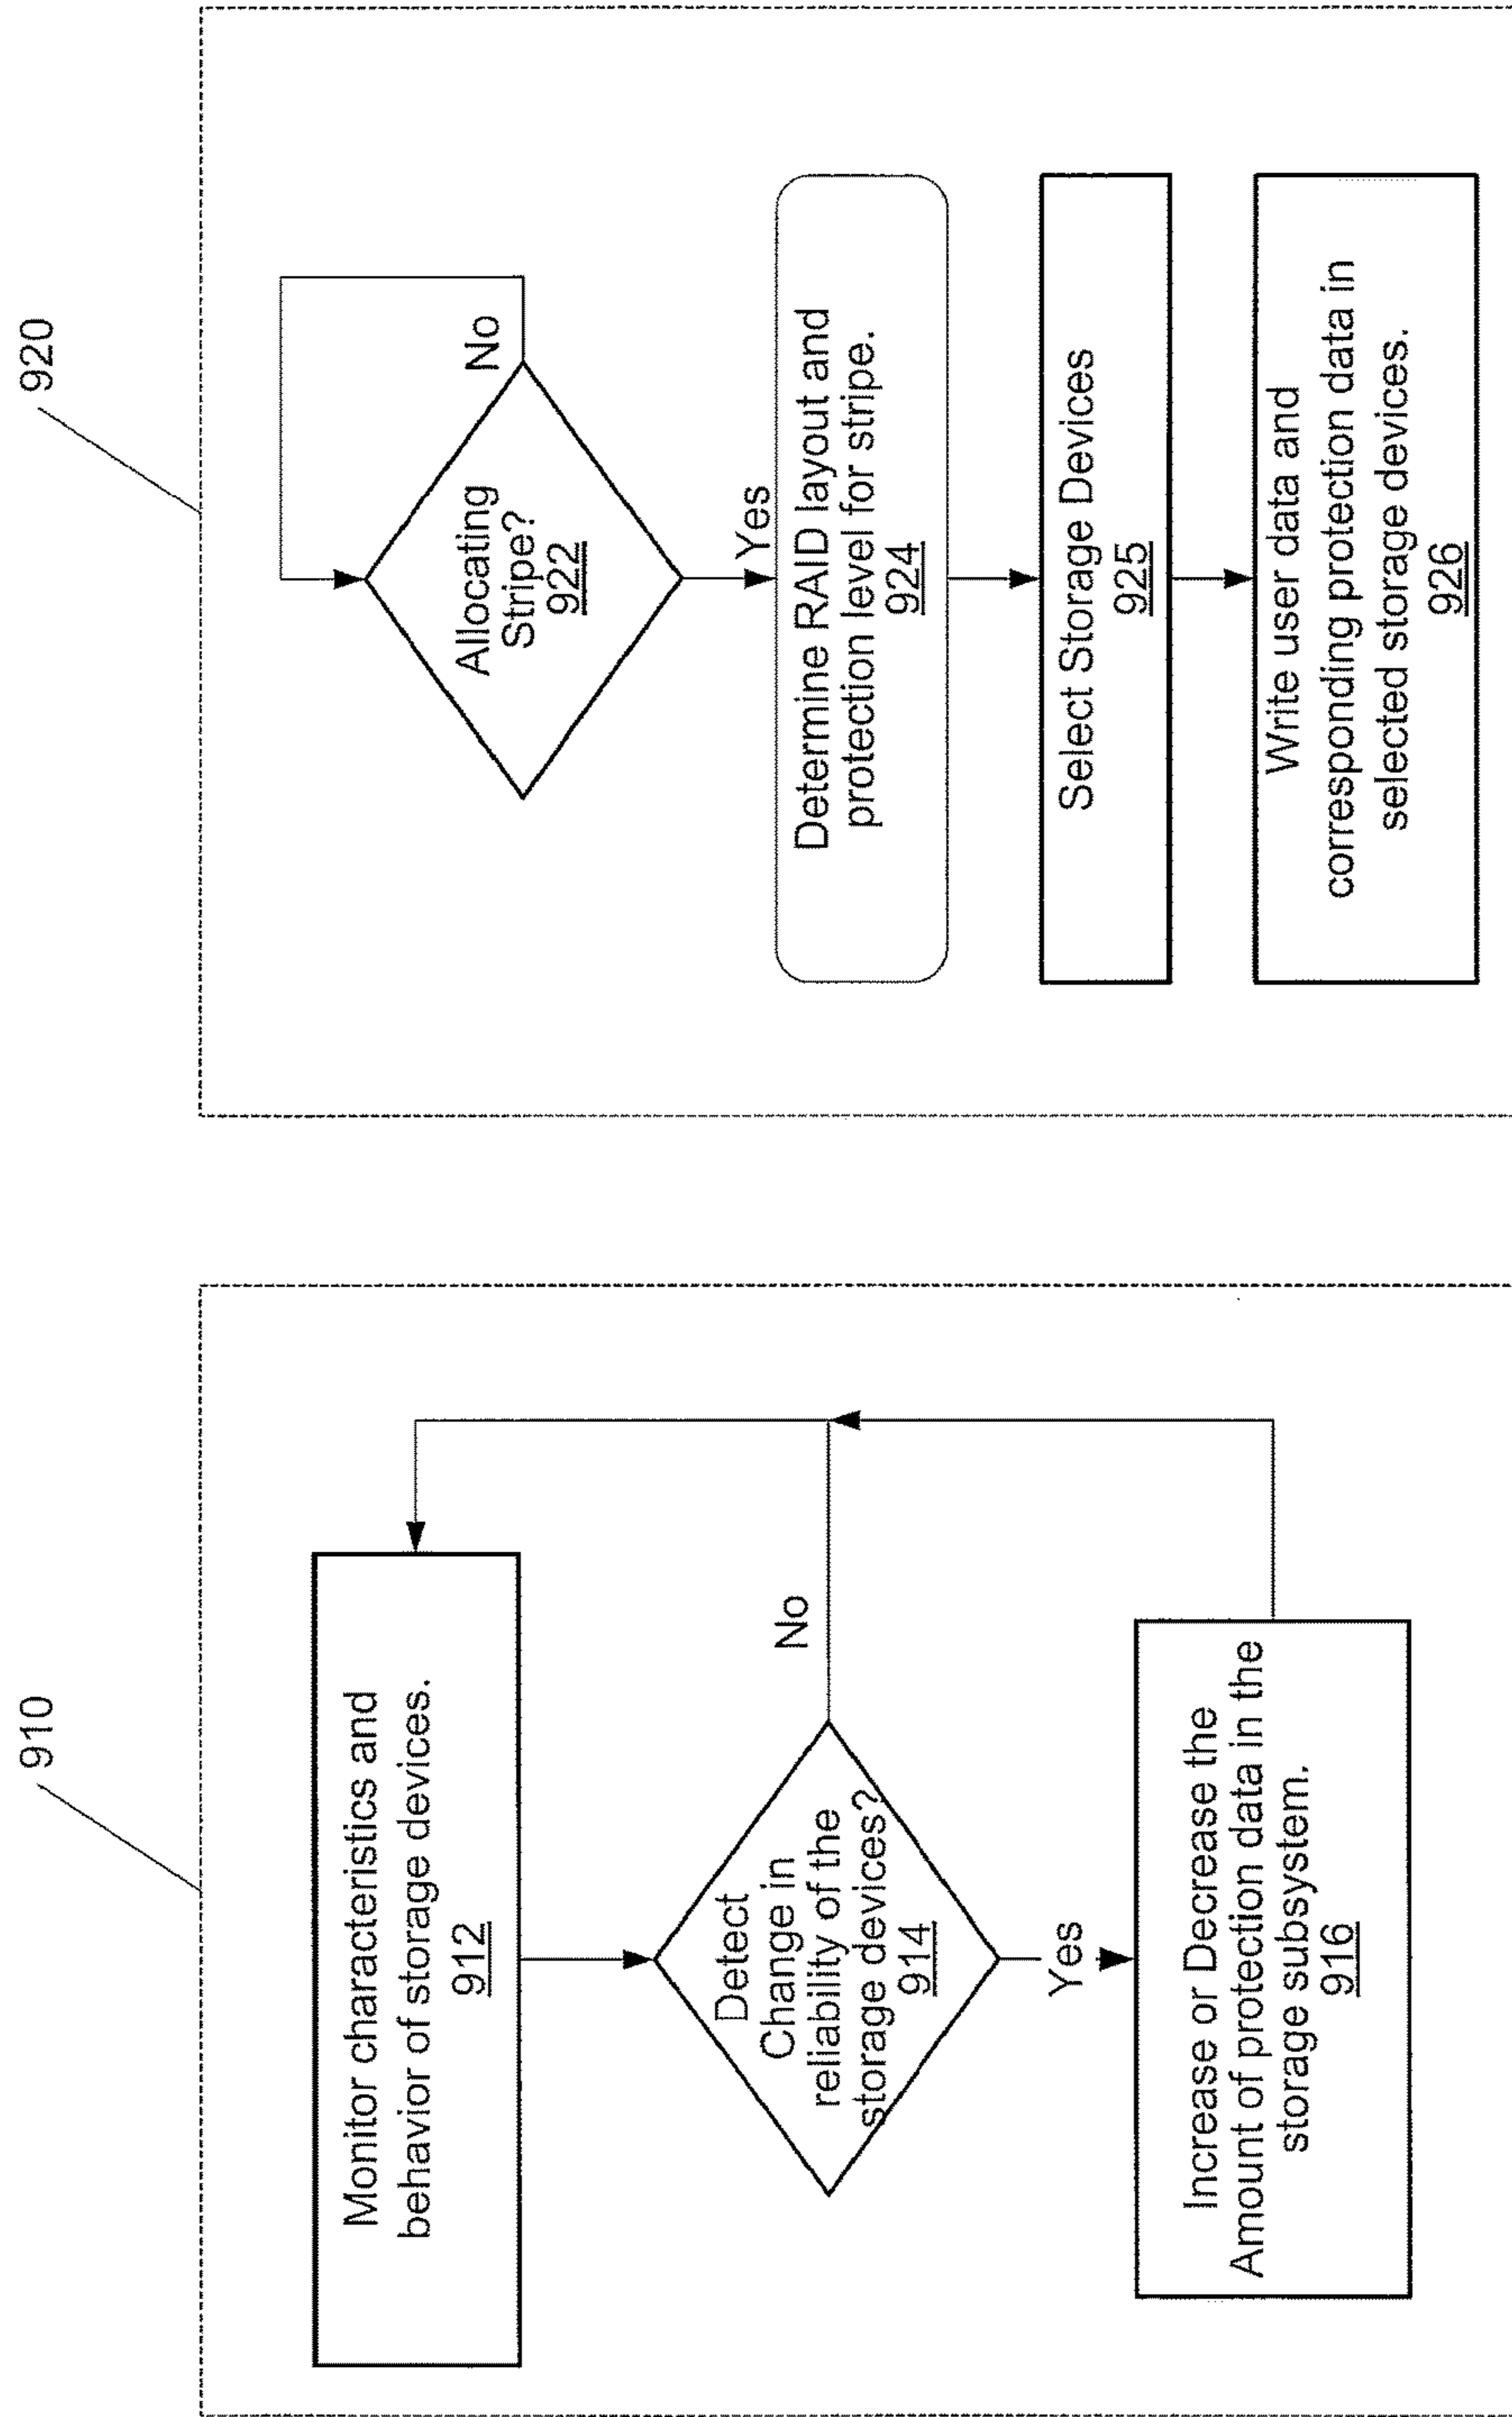 910
Monitor characteristics and
behavior of storage devices.
912
Detect
Change in
reliability of the
storage devices?
914
No
Yes
Increase or Decrease the
Amount of protection data in the
storage subsystem.
916
920
Allocating
Stripe?
922
No
Yes
Determine RAID layout and
protection level for stripe.
924
Select Storage Devices
925
Write user data and
corresponding protection data in
selected storage devices.
926